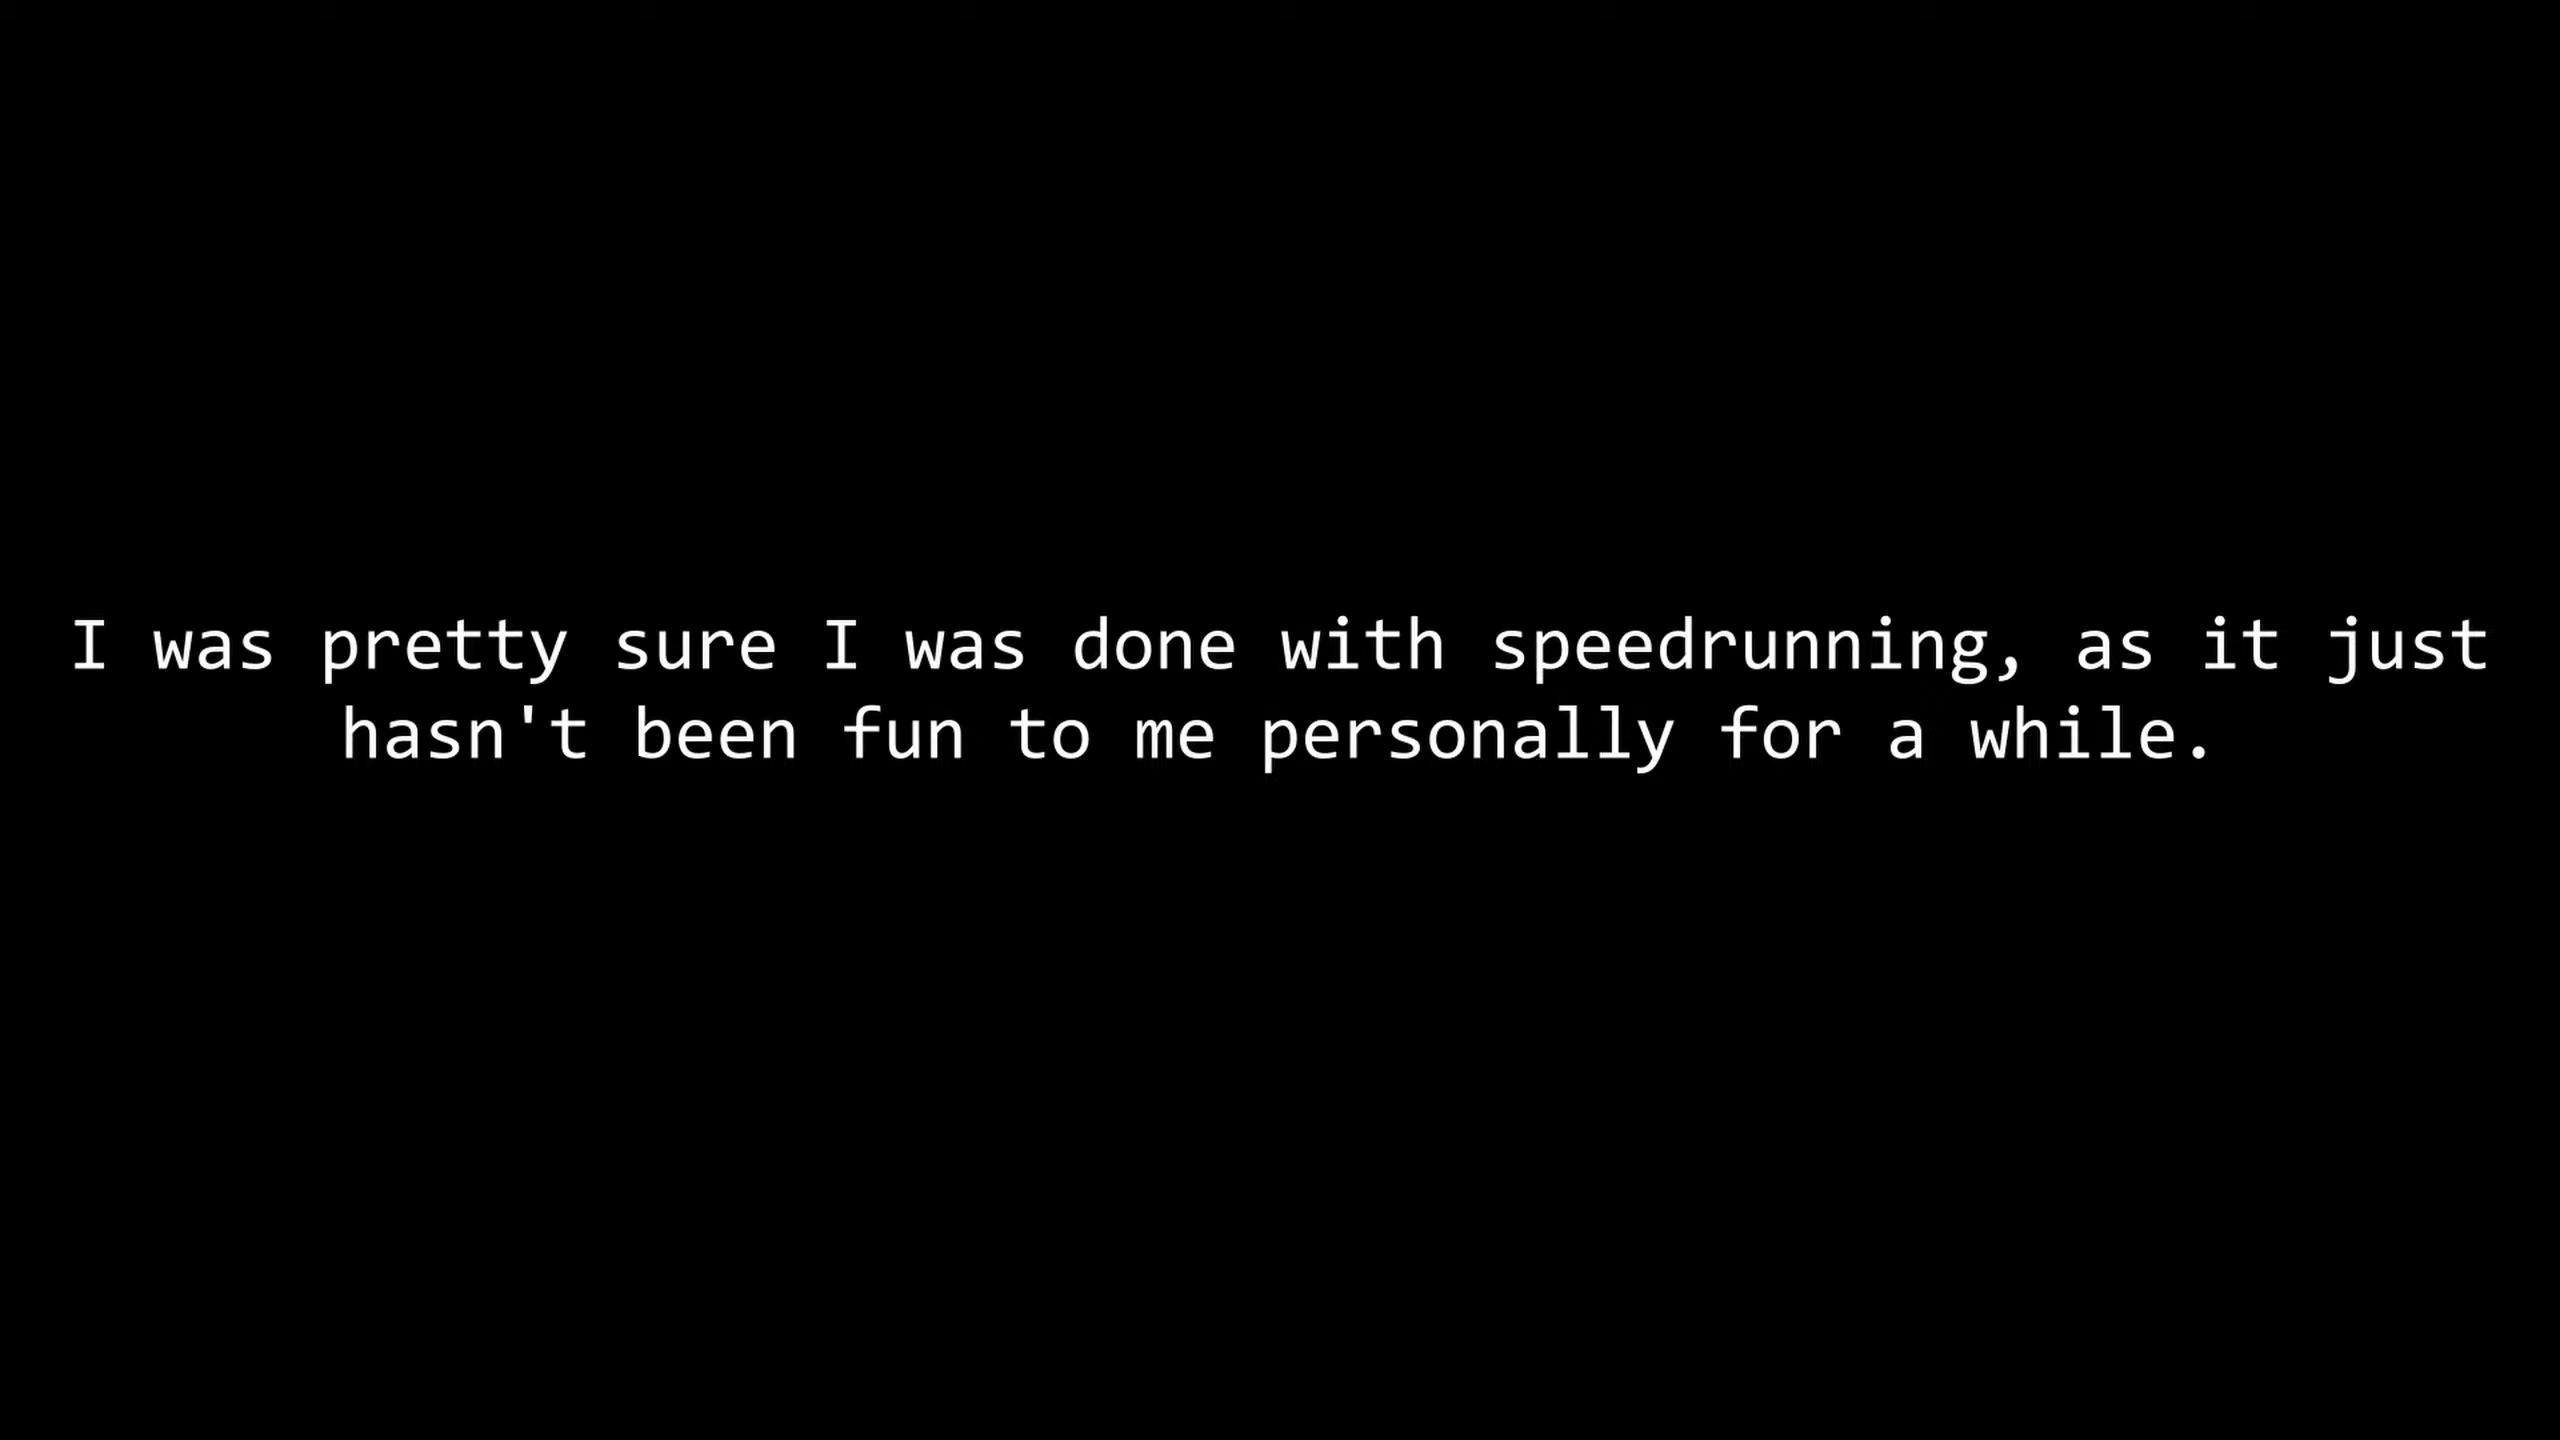 I was pretty sure I was done with speedrunning, as it just
hasn't been fun to me personally for a while.